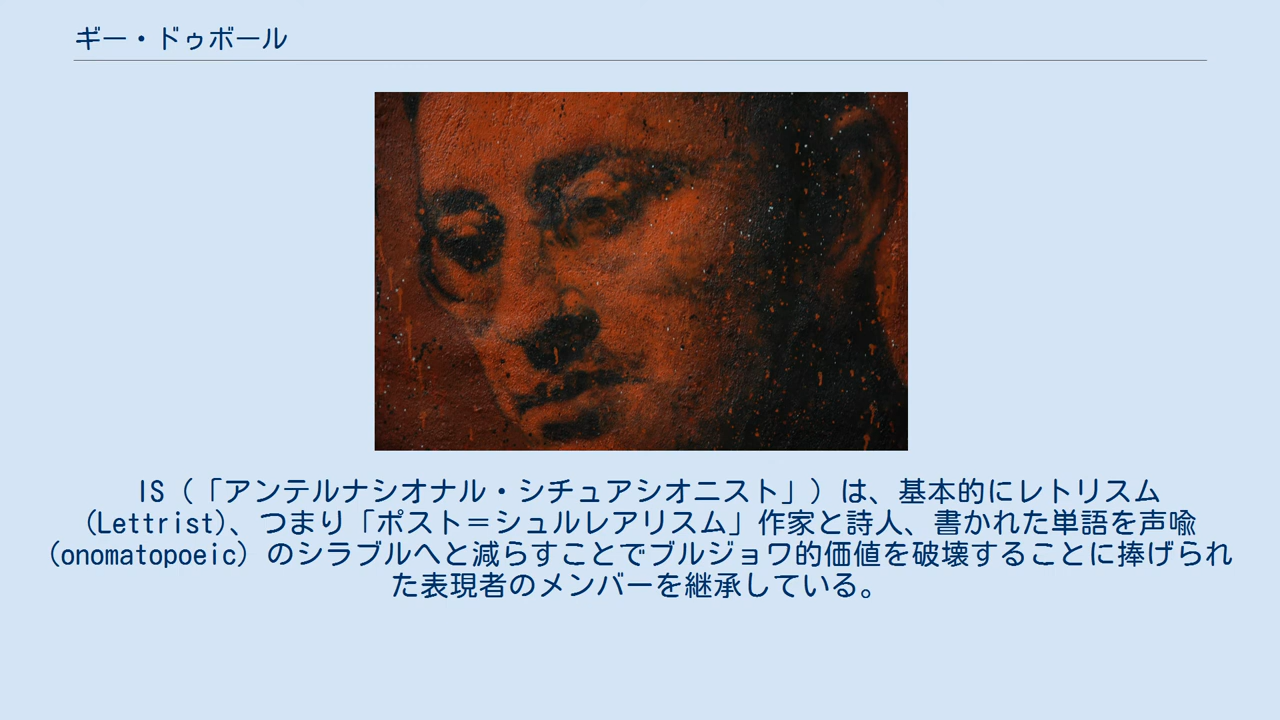 ギー・ドゥボール
IS（「アンテルナシオナル・シチュアシオニスト」）は、基本的にレトリスム
（Lettrist）、つまり「ポスト＝シュルレアリスム」作家と詩人、書かれた単語を声喩
（onomatopoeic）のシラブルへと減らすことでブルジョワ的価値を破壊することに捧げられ
た表現者のメンバーを継承している。